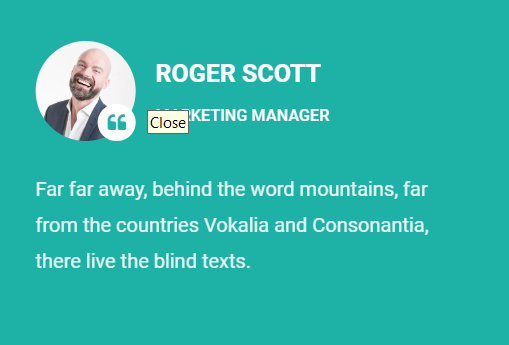 ROGER SCOTT
MARKETING MANAGER
Close
Far far away, behind the word mountains, far
from the countries Vokalia and Consonantia,
there live the blind texts.